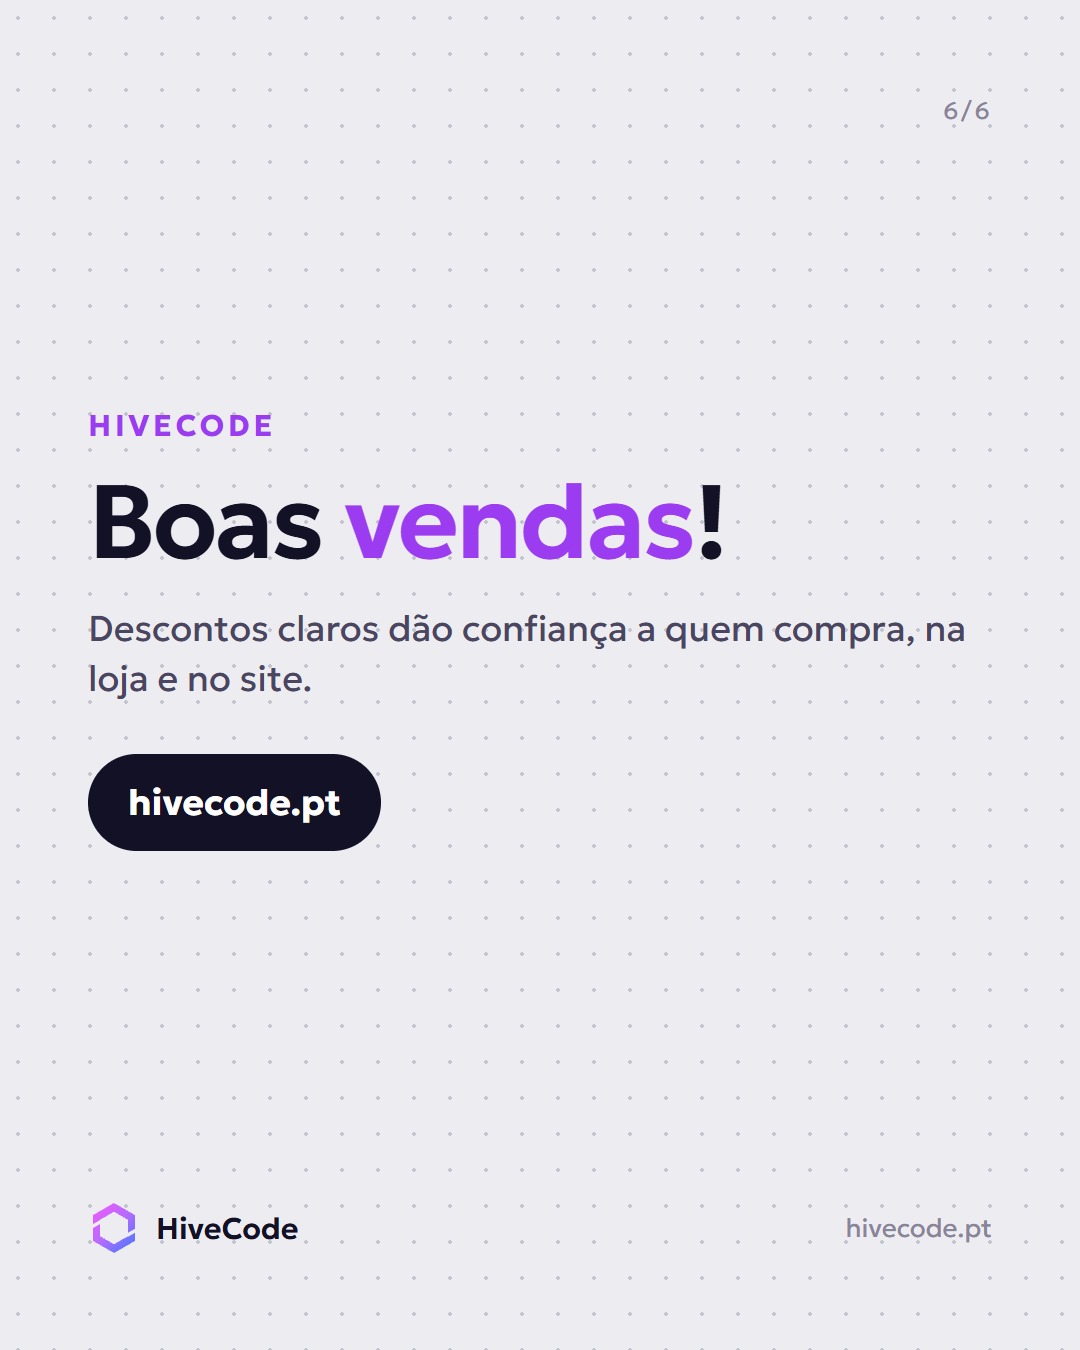 6/6
HIVECODE
Boas vendas!
Descontos claros dão confiança a quem compra, na
loja e no site.
hivecode.pt
HiveCode
hivecode.pt